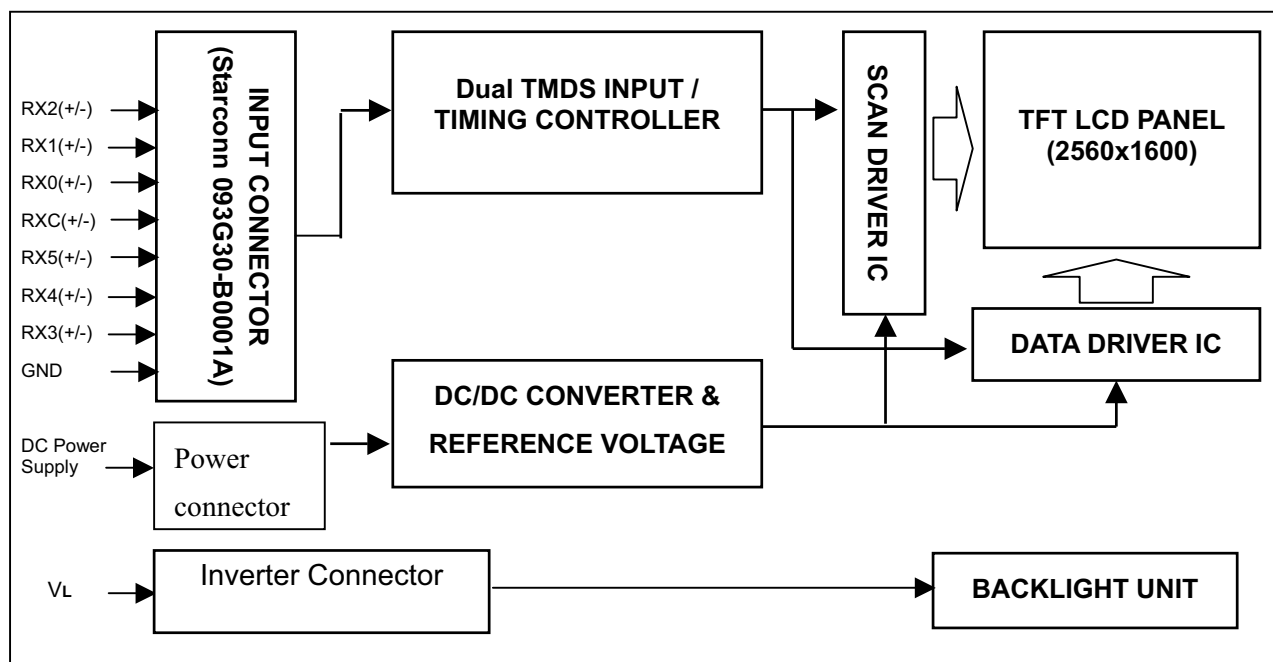 RX2(+/-)
RX1(+/-)
RX0(+/-)
RXC(+/-)
RX5(+/-)
RX4(+/-)
RX3(+/-)
GND
DC Power
Supply
VL
INPUT CONNECTOR
(Starconn 093G30-B0001A)
Power
connector
Inverter Connector
Dual TMDS INPUT /
TIMING CONTROLLER
DC/DC CONVERTER &
REFERENCE VOLTAGE
SCAN DRIVER IC
TFT LCD PANEL
(2560x1600)
DATA DRIVER IC
BACKLIGHT UNIT